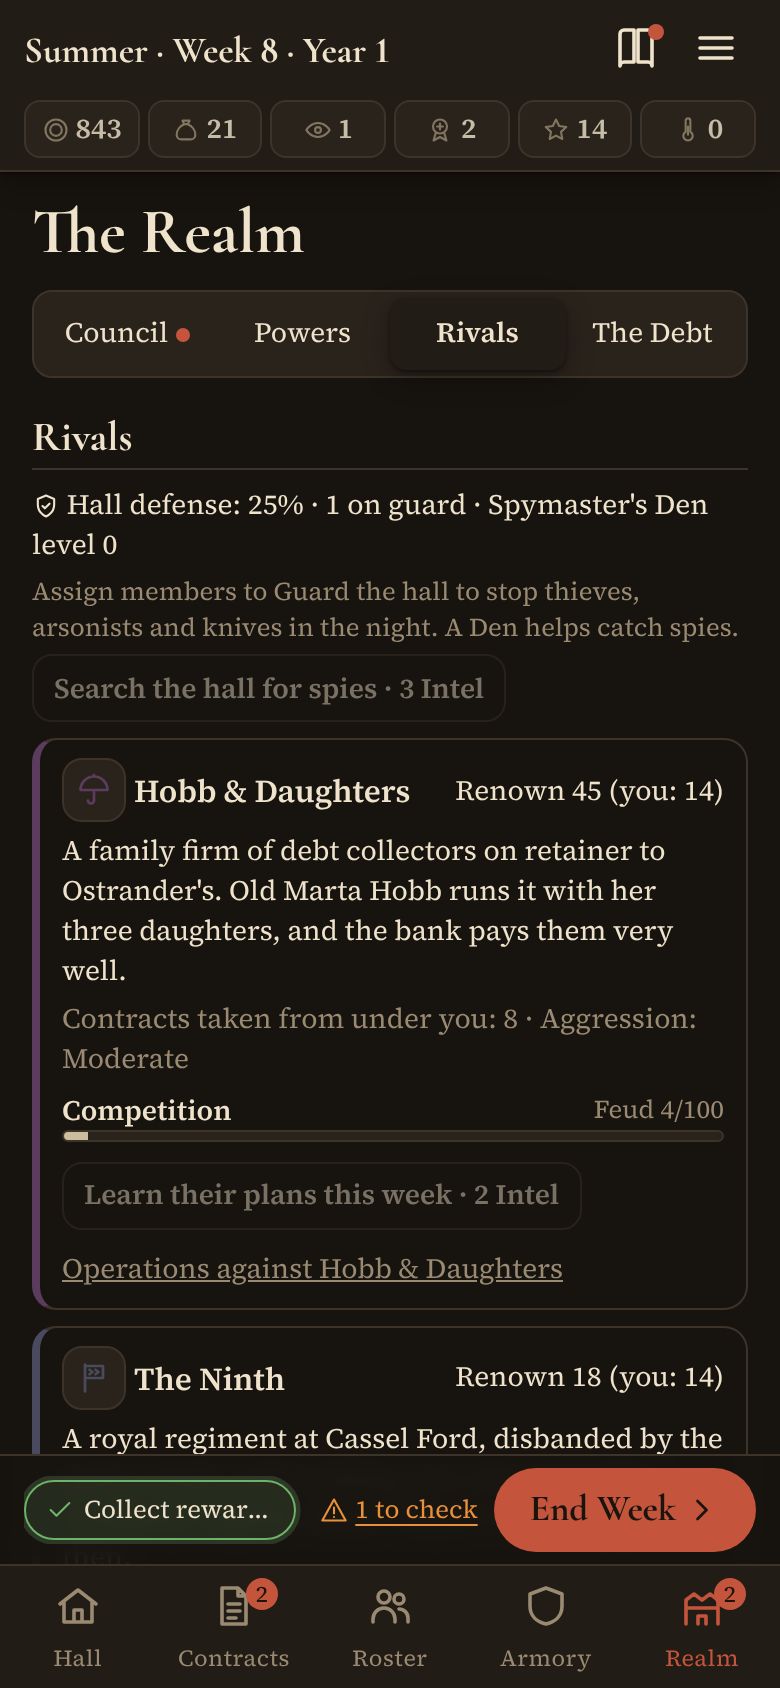 Summer · Week 8 · Year 1
843 21 1 2 14 0
The Realm
Council Powers Rivals The Debt
Rivals
Hall defense: 25% · 1 on guard · Spymaster's Den
level 0
Assign members to Guard the hall to stop thieves,
arsonists and knives in the night. A Den helps catch spies.
Search the hall for spies · 3 Intel
Hobb & Daughters Renown 45 (you: 14)
A family firm of debt collectors on retainer to
Ostrander's. Old Marta Hobb runs it with her
three daughters, and the bank pays them very
well.
Contracts taken from under you: 8 · Aggression:
Moderate
Competition Feud 4/100
Learn their plans this week · 2 Intel
Operations against Hobb & Daughters
The Ninth Renown 18 (you: 14)
A royal regiment at Cassel Ford, disbanded by the
Collect rewar... 1 to check End Week
then.
2 2
Hall Contracts Roster Armory Realm